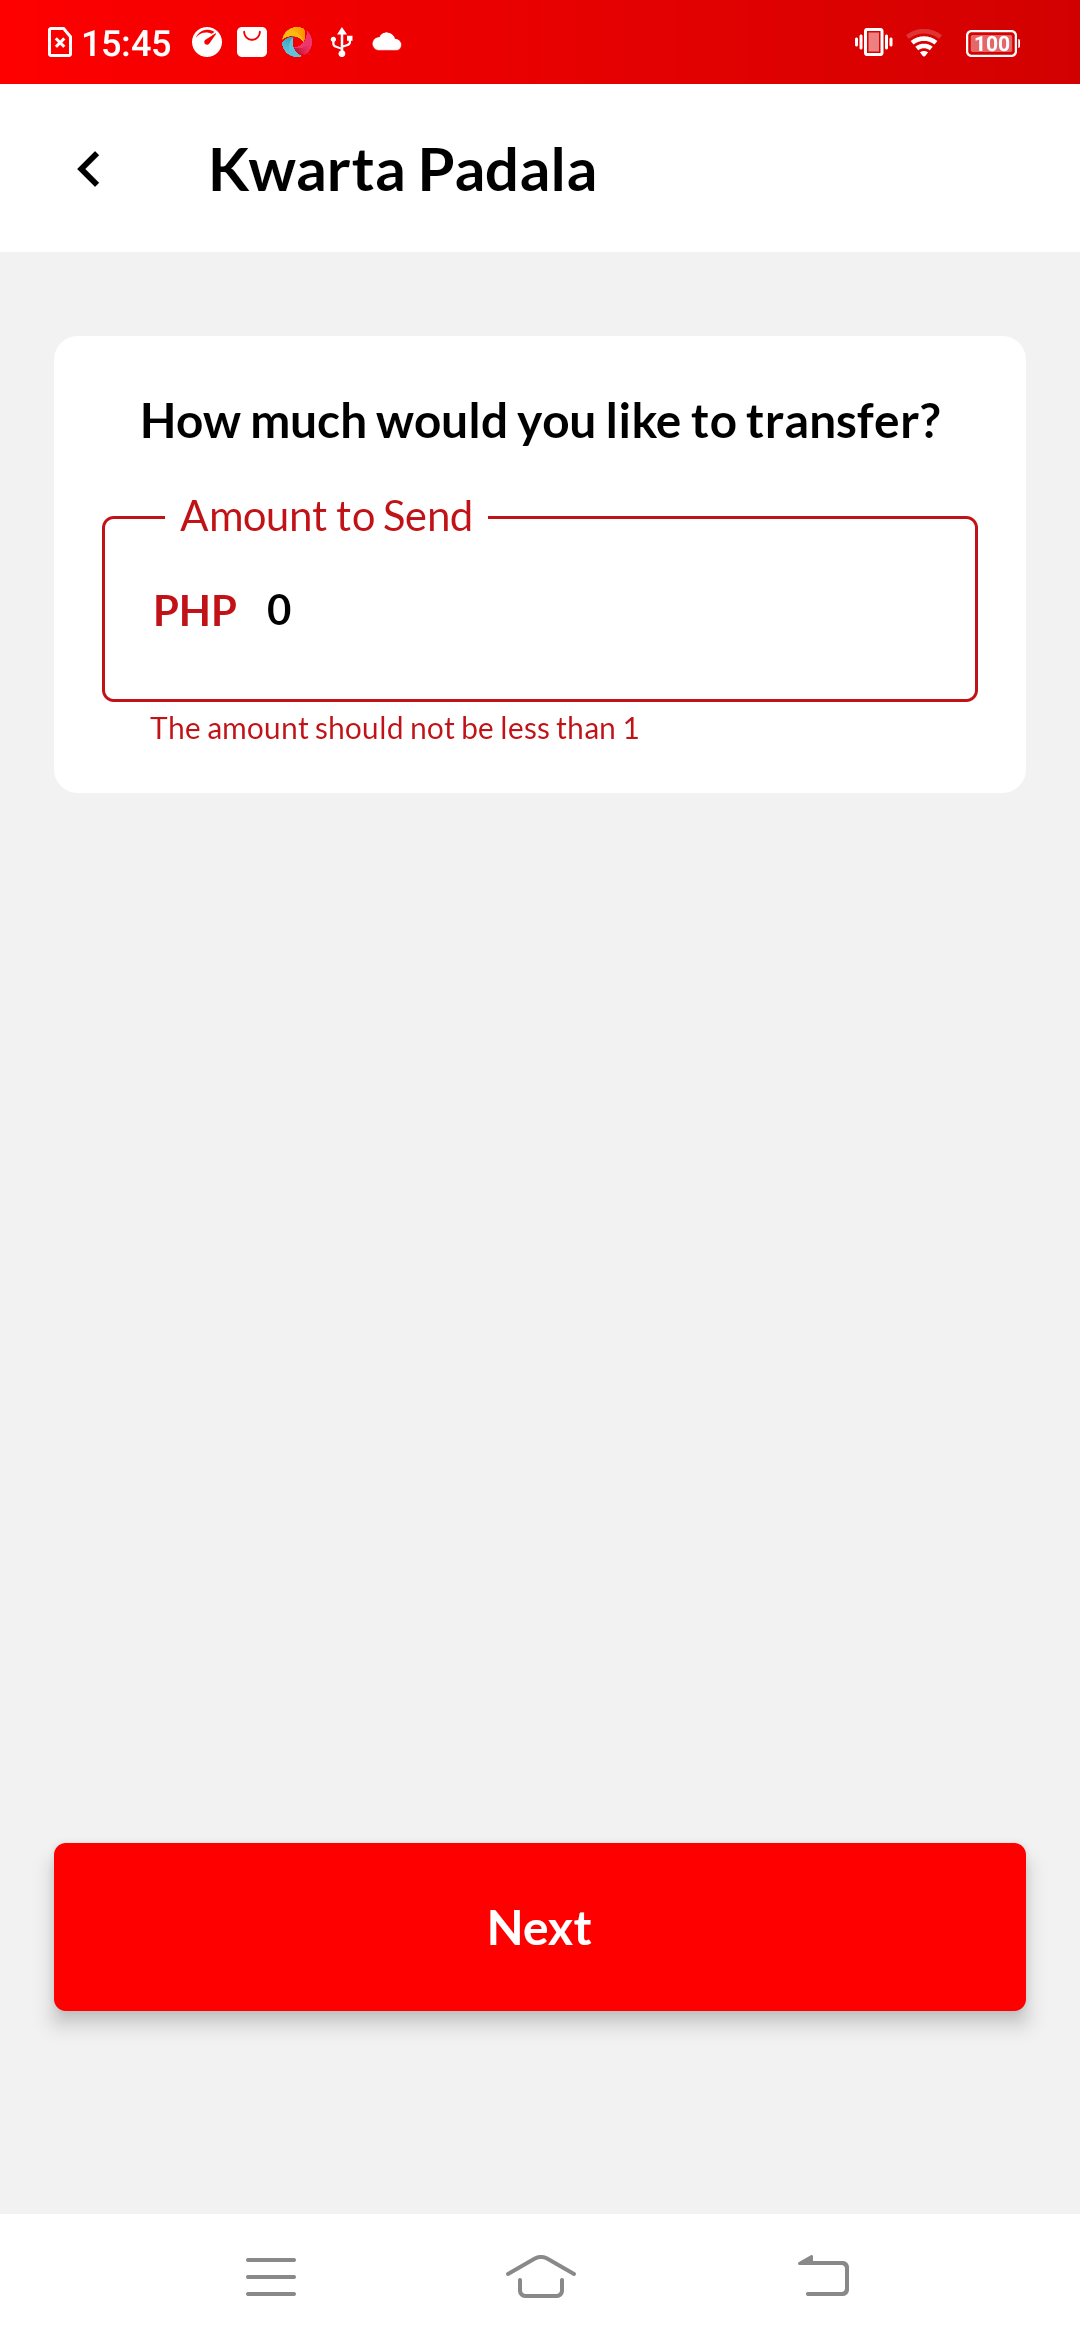 15:45
100
Kwarta Padala
How much would you like to transfer?
Amount to Send
PHP 0
The amount should not be less than 1
Next